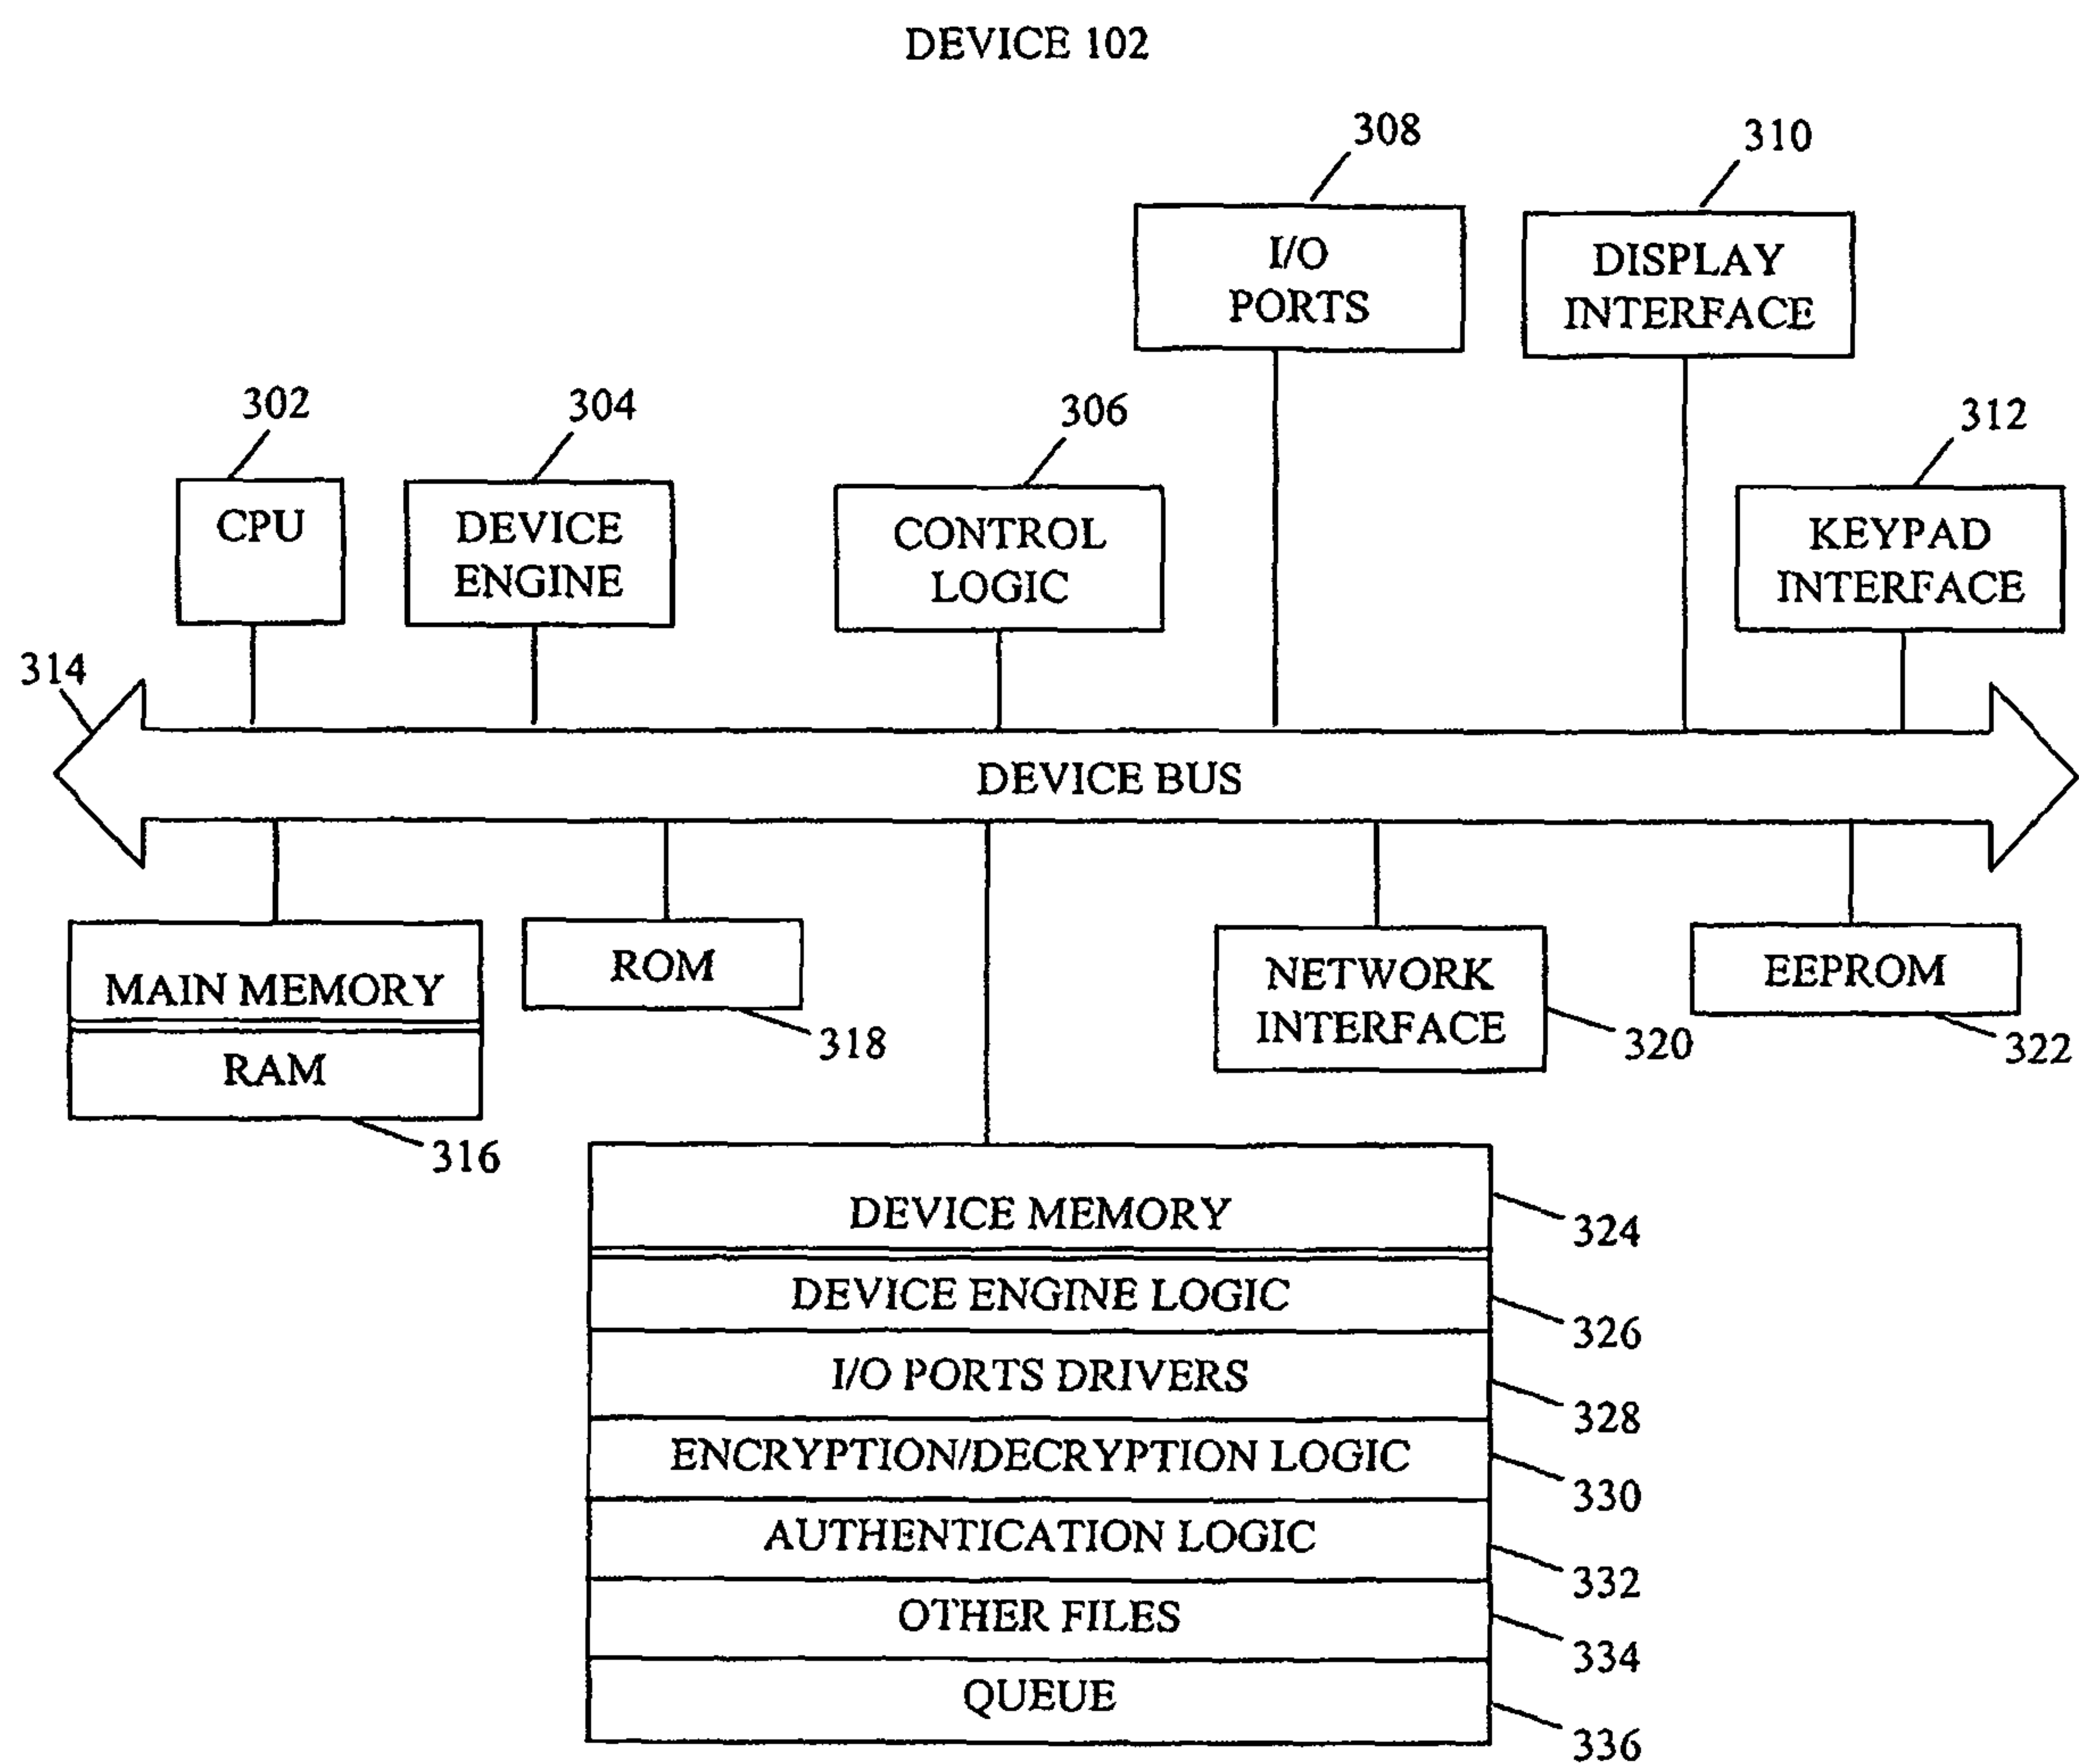 DEVICE 102
308
310
I/O
PORTS
DISPLAY
INTERFACE
302
304
306
312
CPU
DEVICE
ENGINE
CONTROL
LOGIC
KEYPAD
INTERFACE
314
DEVICE BUS
MAIN MEMORY
RAM
316
ROM
318
NETWORK
INTERFACE
320
EEPROM
322
DEVICE MEMORY
324
DEVICE ENGINE LOGIC
326
I/O PORTS DRIVERS
328
ENCRYPTION/DECRYPTION LOGIC
330
AUTHENTICATION LOGIC
332
OTHER FILES
334
QUEUE
336